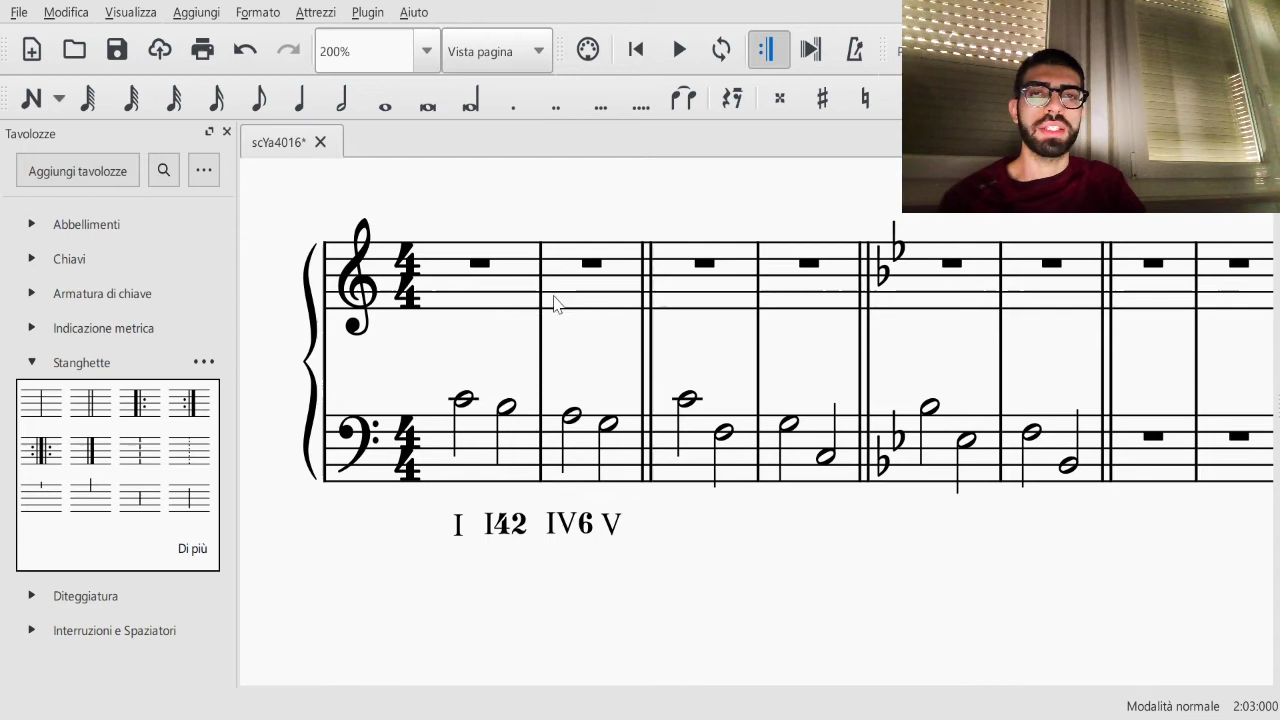 File Modifica Visualizza Aggiungi Formato Attrezzi Plugin Aiuto
200% Vista pagina
Tavolozze
scYa4016*
Aggiungi tavolozze
Abbellimenti
Chiavi
Armatura di chiave
Indicazione metrica
Stanghette
Di più
Diteggiatura
Interruzioni e Spaziatori
I I42 IV6 V
Modalità normale 2:03:000